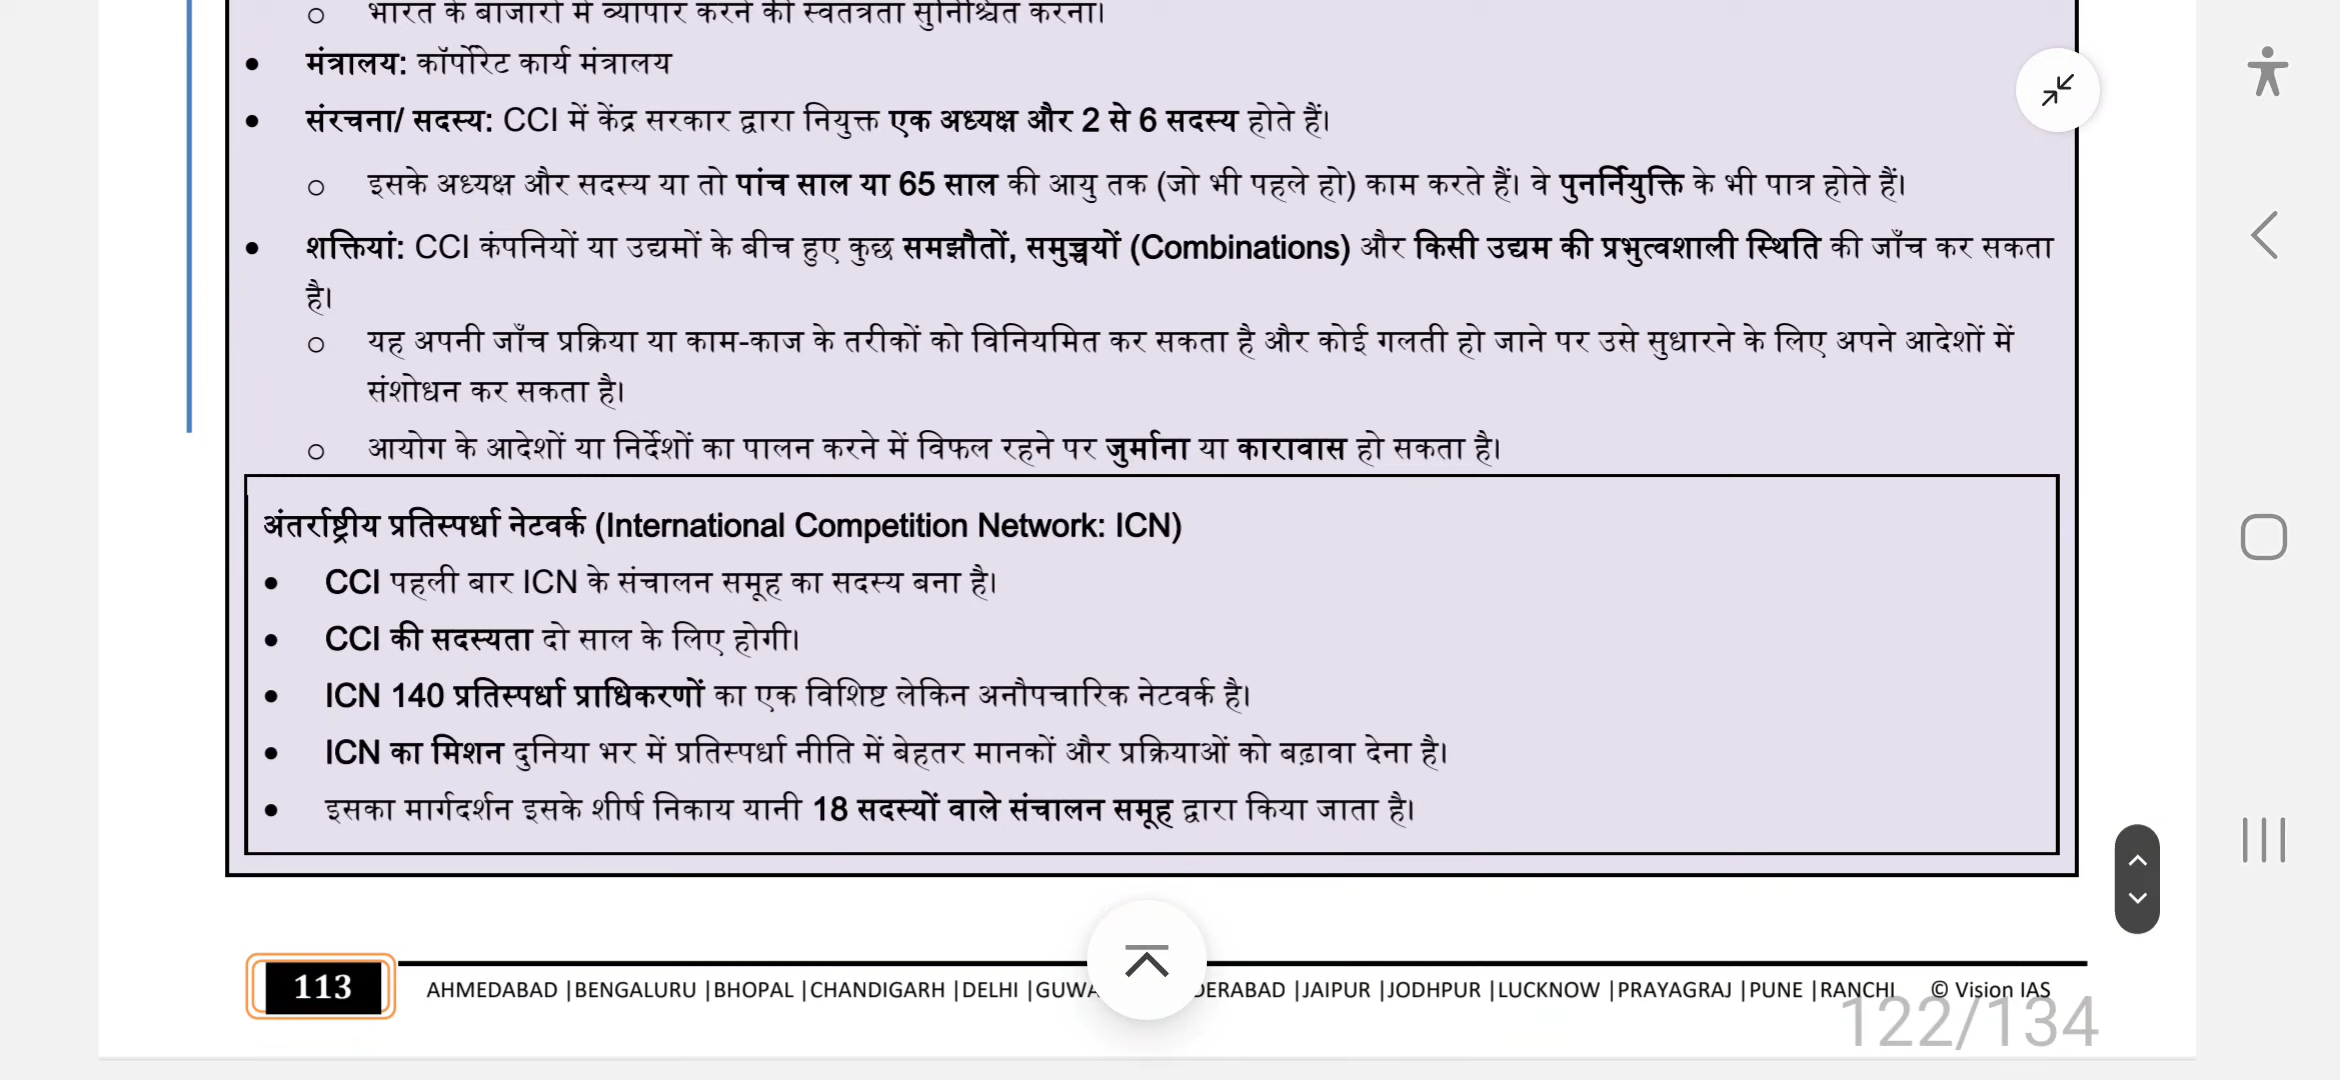 भारत के बाजारों में व्यापार करने की स्वतंत्रता सुनिश्चित करना।
मंत्रालय: कॉर्पोरेट कार्य मंत्रालय
संरचना/ सदस्य: CCI में केंद्र सरकार द्वारा नियुक्त एक अध्यक्ष और 2 से 6 सदस्य होते हैं।
इसके अध्यक्ष और सदस्य या तो पांच साल या 65 साल की आयु तक (जो भी पहले हो) काम करते हैं। वे पुनर्नियुक्ति के भी पात्र होते हैं।
शक्तियां: CCI कंपनियों या उद्यमों के बीच हुए कुछ समझौतों, समुच्चयों (Combinations) और किसी उद्यम की प्रभुत्वशाली स्थिति की जाँच कर सकता
है।
यह अपनी जाँच प्रक्रिया या काम-काज के तरीकों को विनियमित कर सकता है और कोई गलती हो जाने पर उसे सुधारने के लिए अपने आदेशों में
संशोधन कर सकता है।
आयोग के आदेशों या निर्देशों का पालन करने में विफल रहने पर जुर्माना या कारावास हो सकता है।
अंतर्राष्ट्रीय प्रतिस्पर्धा नेटवर्क (International Competition Network: ICN)
CCI पहली बार ICN के संचालन समूह का सदस्य बना है।
CCI की सदस्यता दो साल के लिए होगी।
ICN 140 प्रतिस्पर्धा प्राधिकरणों का एक विशिष्ट लेकिन अनौपचारिक नेटवर्क है।
ICN का मिशन दुनिया भर में प्रतिस्पर्धा नीति में बेहतर मानकों और प्रक्रियाओं को बढ़ावा देना है।
इसका मार्गदर्शन इसके शीर्ष निकाय यानी 18 सदस्यों वाले संचालन समूह द्वारा किया जाता है।
113 AHMEDABAD |BENGALURU |BHOPAL |CHANDIGARH |DELHI |GUWA DERABAD |JAIPUR |JODHPUR |LUCKNOW |PRAYAGRAJ |PUNE |RANCHI © Vision IAS
122/134